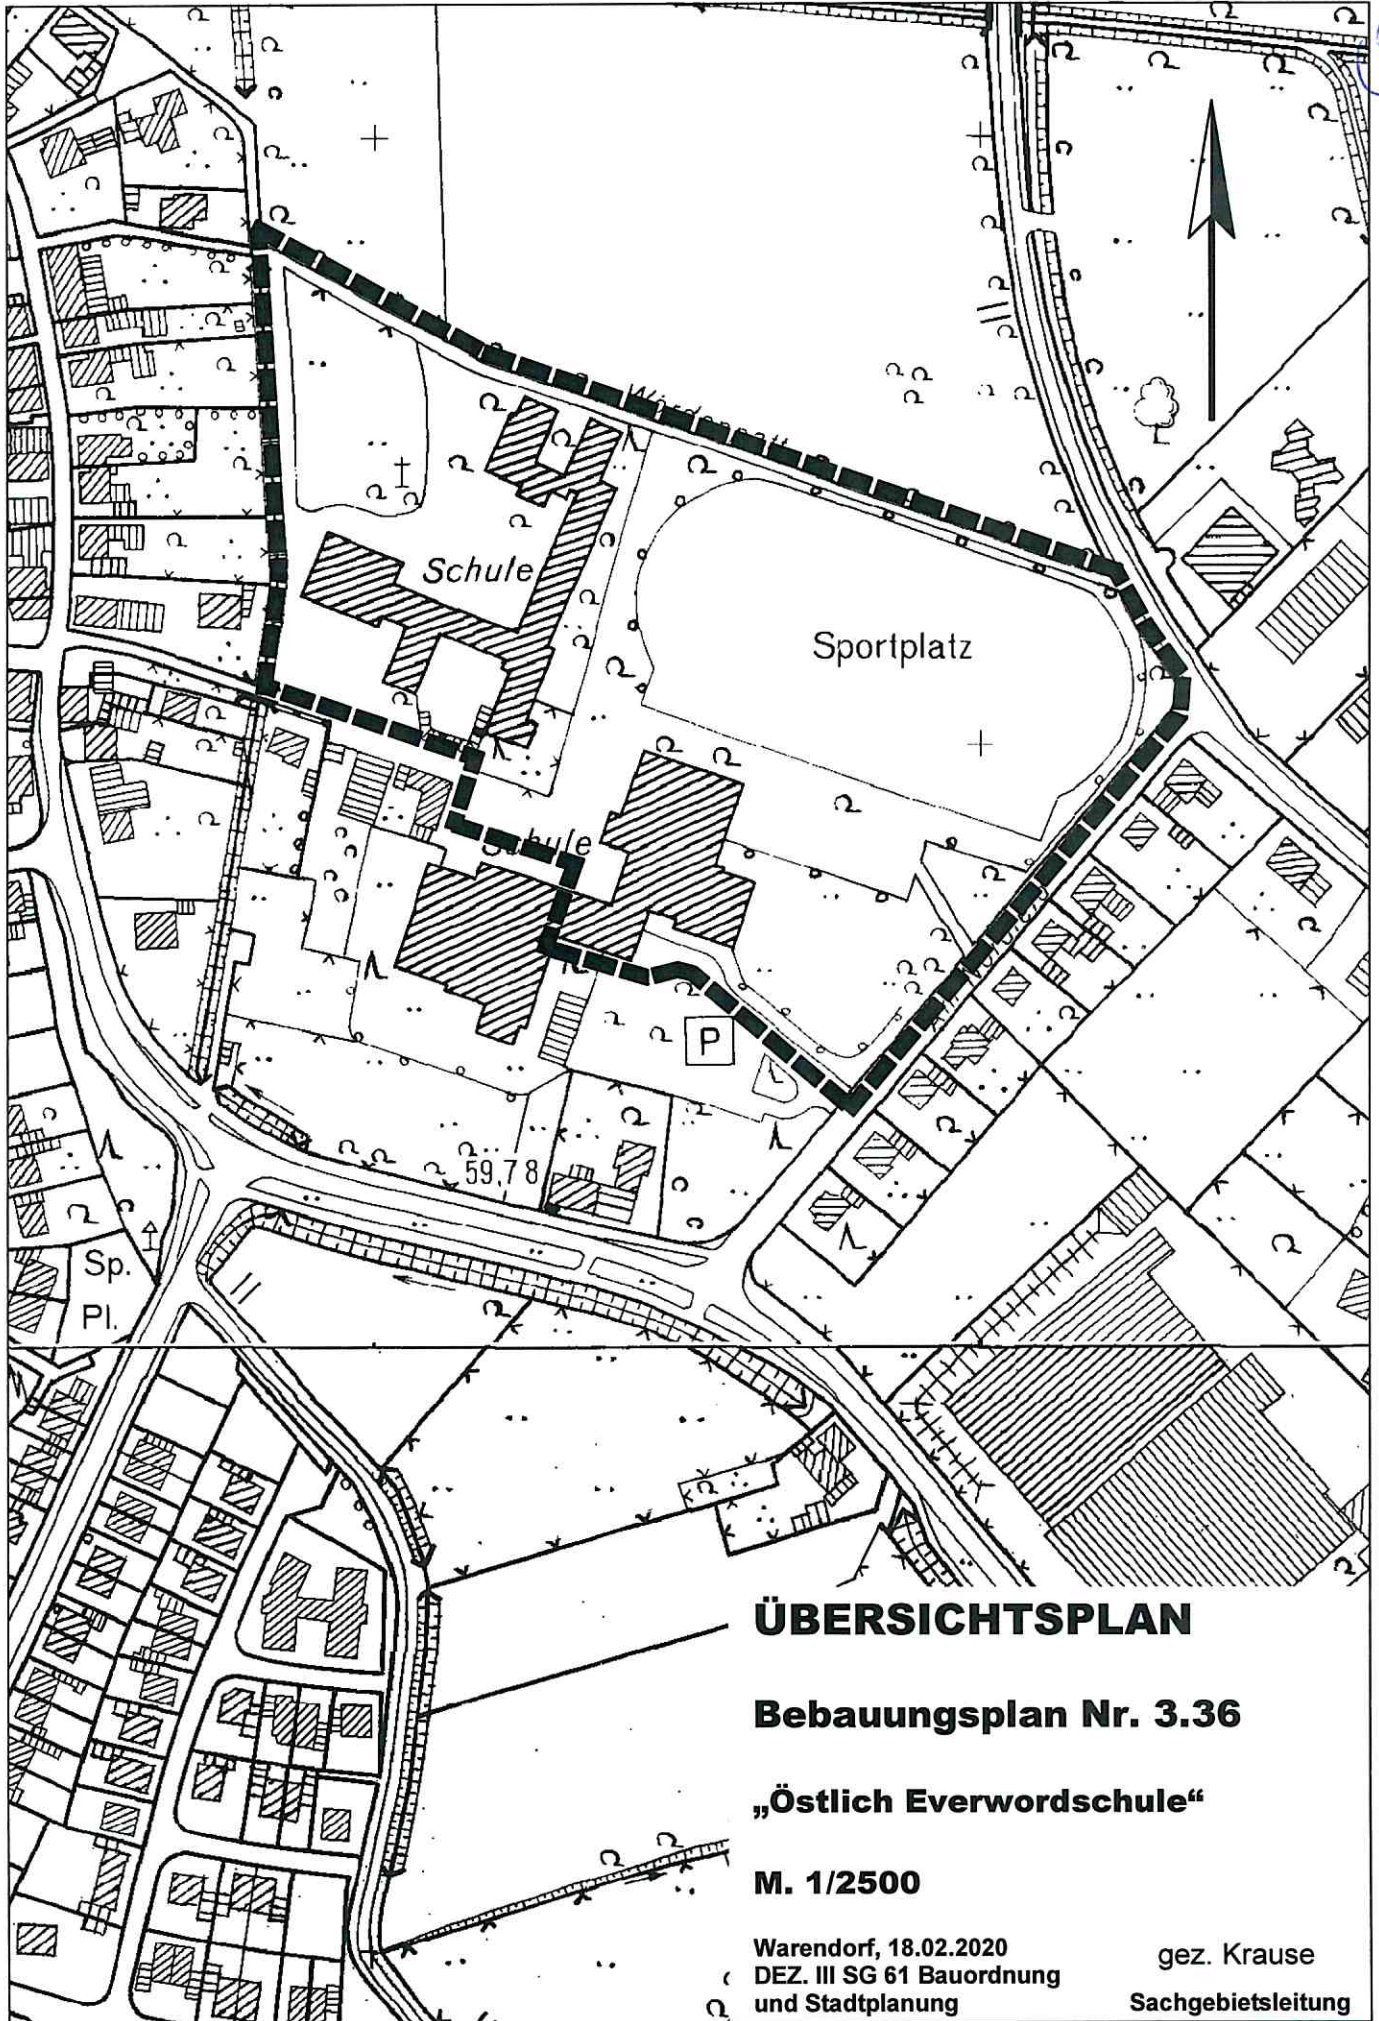 Schule
Sportplatz
Schule
P
59,78
Sp.
Pl.
ÜBERSICHTSPLAN
Bebauungsplan Nr. 3.36
„Östlich Everwordschule“
M. 1/2500
Warendorf, 18.02.2020
DEZ. III SG 61 Bauordnung
und Stadtplanung
gez. Krause
Sachgebietsleitung